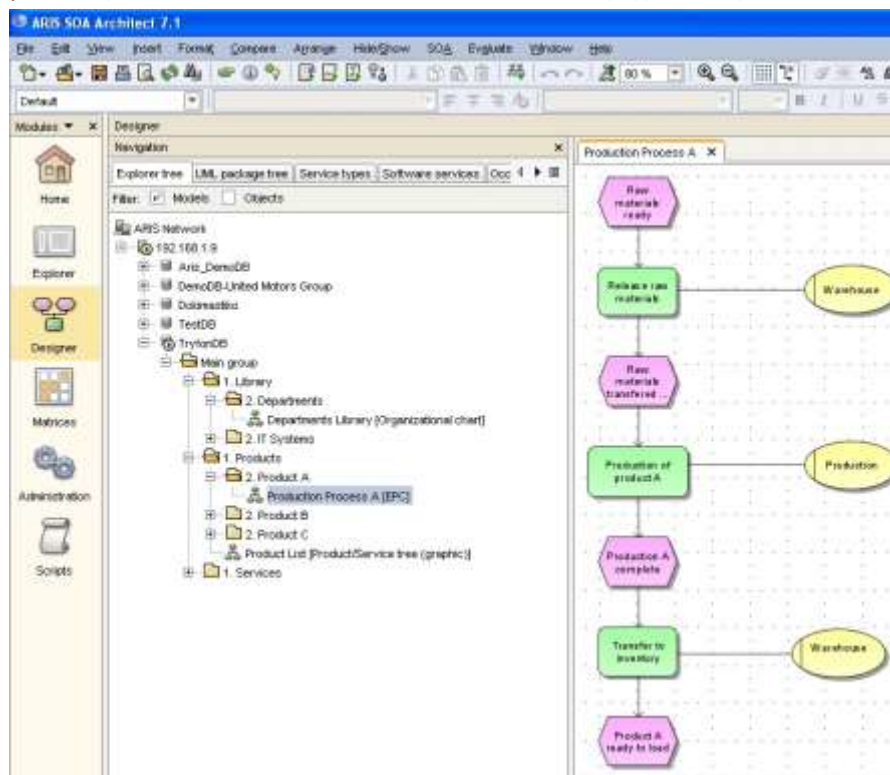 ARIS SOA Architect 7.1
File Edit View Insert Format Compare Arrange Hide/Show SOA Evaluate Window Help
80 %
Default
B I U
Modules
Designer
Navigation
Production Process A
Explorer tree UML package tree Service types Software services Occ
Filter: Models Objects
Home
Explorer
Designer
Matrices
Administration
Scripts
ARIS Network
192.168.1.9
Aris_DemoDB
DemoDB-United Motors Group
Dokimastiko
TestDB
TrytonDB
Main group
1. Library
2. Departments
Departments Library [Organizational chart]
2. IT Systems
1. Products
2. Product A
Production Process A [EPC]
2. Product B
2. Product C
Product List [Product/Service tree (graphic)]
1. Services
Raw
materials
ready
Release raw
materials
Warehouse
Raw
materials
transferred ...
Production of
product A
Production
Production A
complete
Transfer to
Inventory
Warehouse
Product A
ready to load